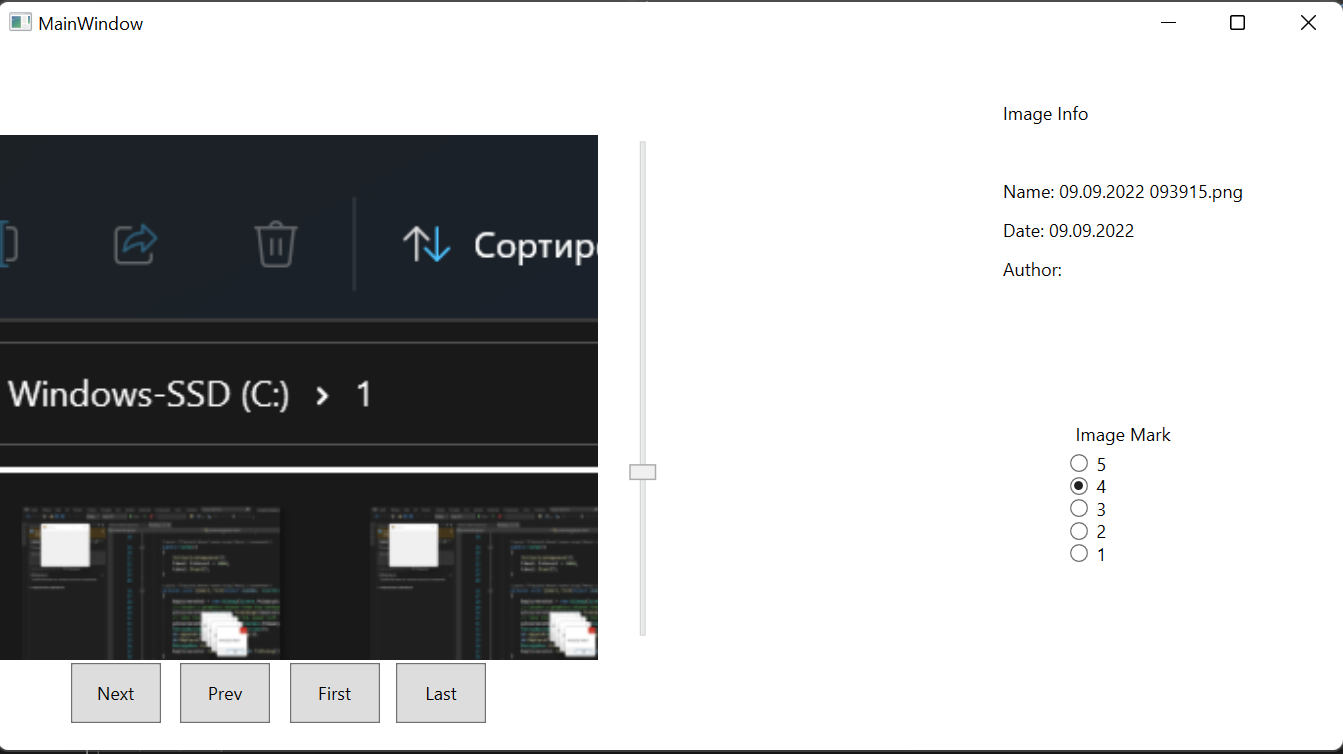 MainWindow
Image Info
Name: 09.09.2022 093915.png
Date: 09.09.2022
Author:
Сортир
Windows-SSD (C:) › 1
Image Mark
5
4
3
2
1
Next Prev First Last